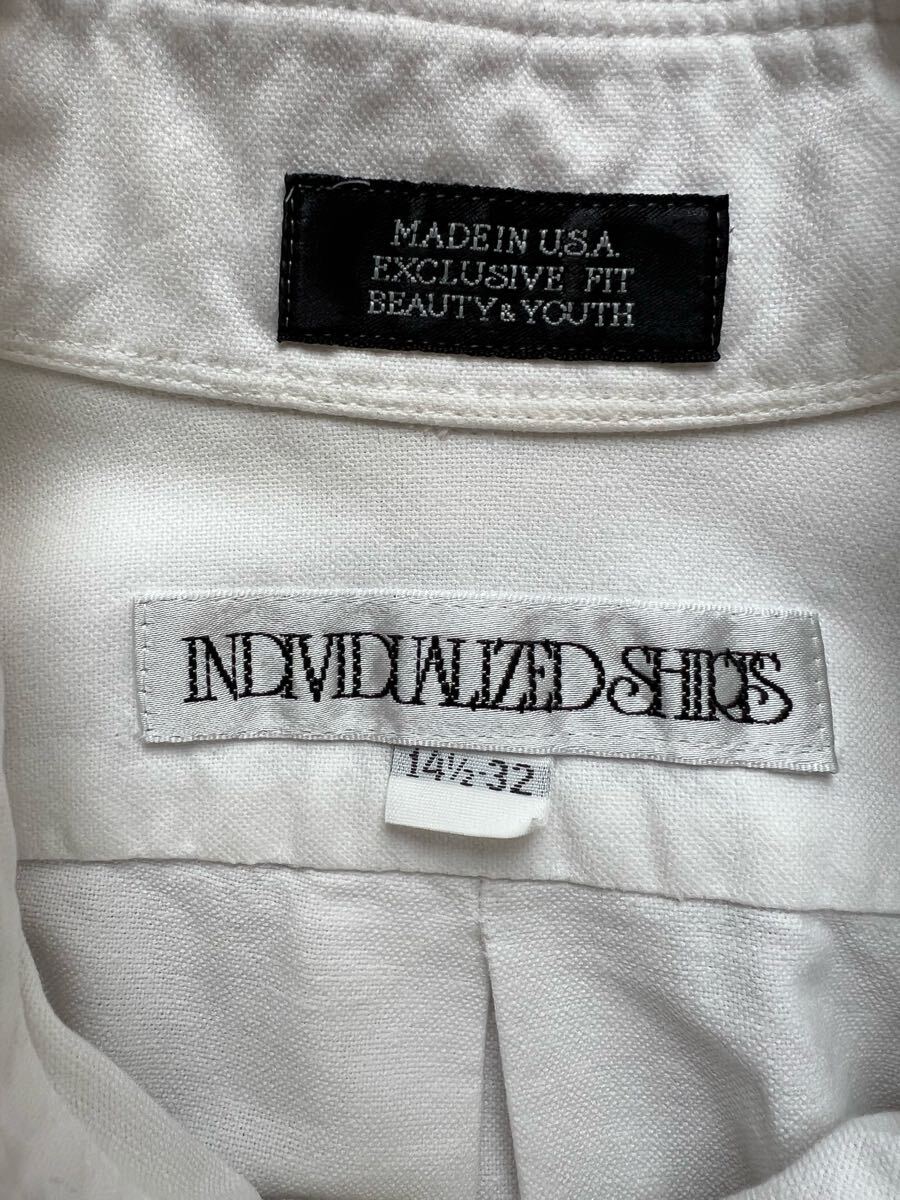 MADE IN U.S.A.
EXCLUSIVE FIT
BEAUTY & YOUTH
INDIVIDUALIZED SHIRTS
14½-32